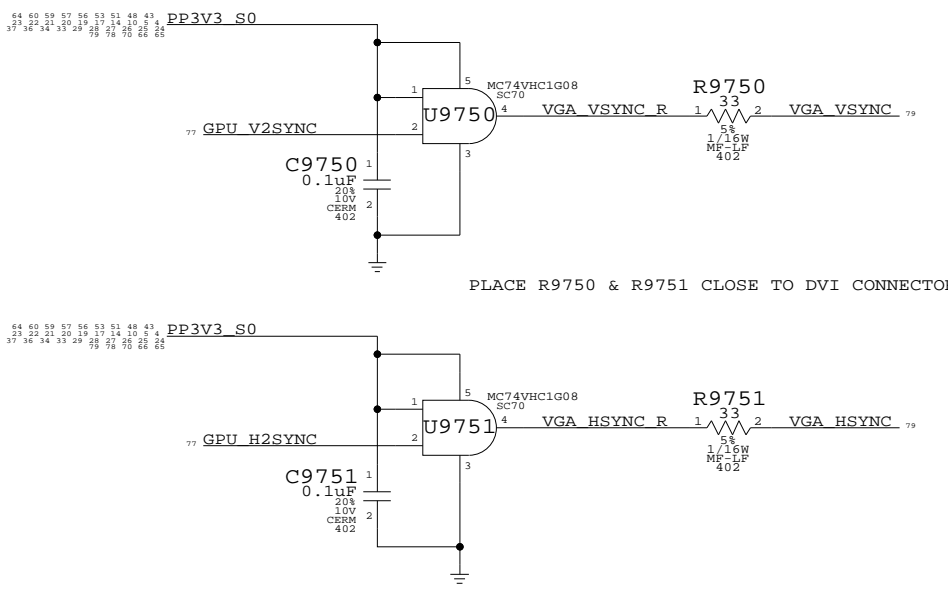 64 60 59 57 56 53 51 48 43
23 22 21 20 19 17 14 10 5 4 PP3V3_S0
37 36 34 33 29 28 27 26 25 24
79 78 70 66 65
5 MC74VHC1G08
SC70
1
U9750
4 VGA_VSYNC_R
R9750
33
1 2
VGA_VSYNC 79
5%
1/16W
MF-LF
402
77 GPU_V2SYNC 2
3
C9750 1
0.1uF
20%
10V
CERM
402
2
PLACE R9750 & R9751 CLOSE TO DVI CONNECTO
64 60 59 57 56 53 51 48 43
23 22 21 20 19 17 14 10 5 4 PP3V3_S0
37 36 34 33 29 28 27 26 25 24
79 78 70 66 65
5 MC74VHC1G08
SC70
1
U9751
4 VGA_HSYNC_R
R9751
33
1 2
VGA_HSYNC 79
5%
1/16W
MF-LF
402
77 GPU_H2SYNC 2
3
C9751 1
0.1uF
20%
10V
CERM
402
2